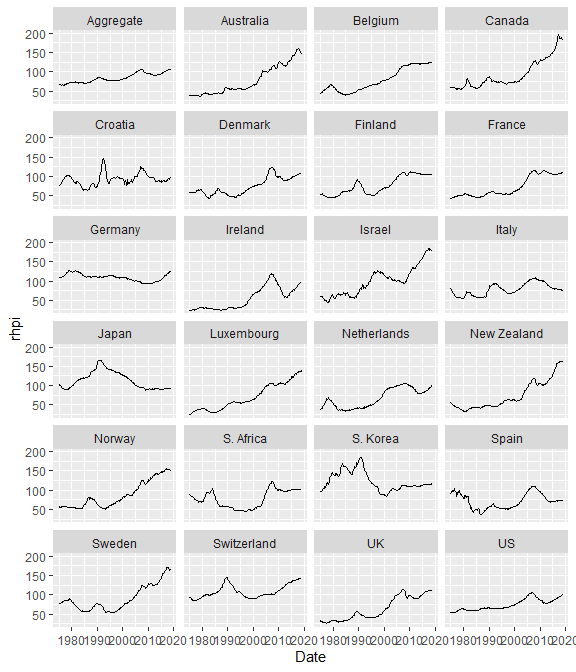 Aggregate Australia Belgium Canada
200
150
100
50
Croatia Denmark Finland France
200
150
100
50
Germany Ireland Israel Italy
200
150
100
50
Japan Luxembourg Netherlands New Zealand
200
150
100
50
Norway S. Africa S. Korea Spain
200
150
100
50
Sweden Switzerland UK US
200
150
100
50
rhpi
1980 1990 2000 2010 2020 1980 1990 2000 2010 2020 1980 1990 2000 2010 2020 1980 1990 2000 2010 2020
Date